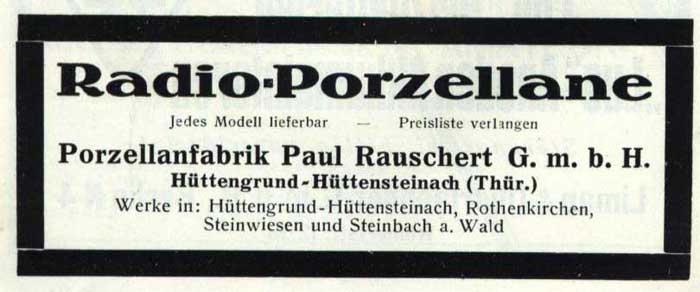 Radio-Porzellane
Jedes Modell lieferbar — Preisliste verlangen
Porzellanfabrik Paul Rauschert G. m. b. H.
Hüttengrund-Hüttensteinach (Thür.)
Werke in: Hüttengrund-Hüttensteinach, Rothenkirchen,
Steinwiesen und Steinbach a. Wald